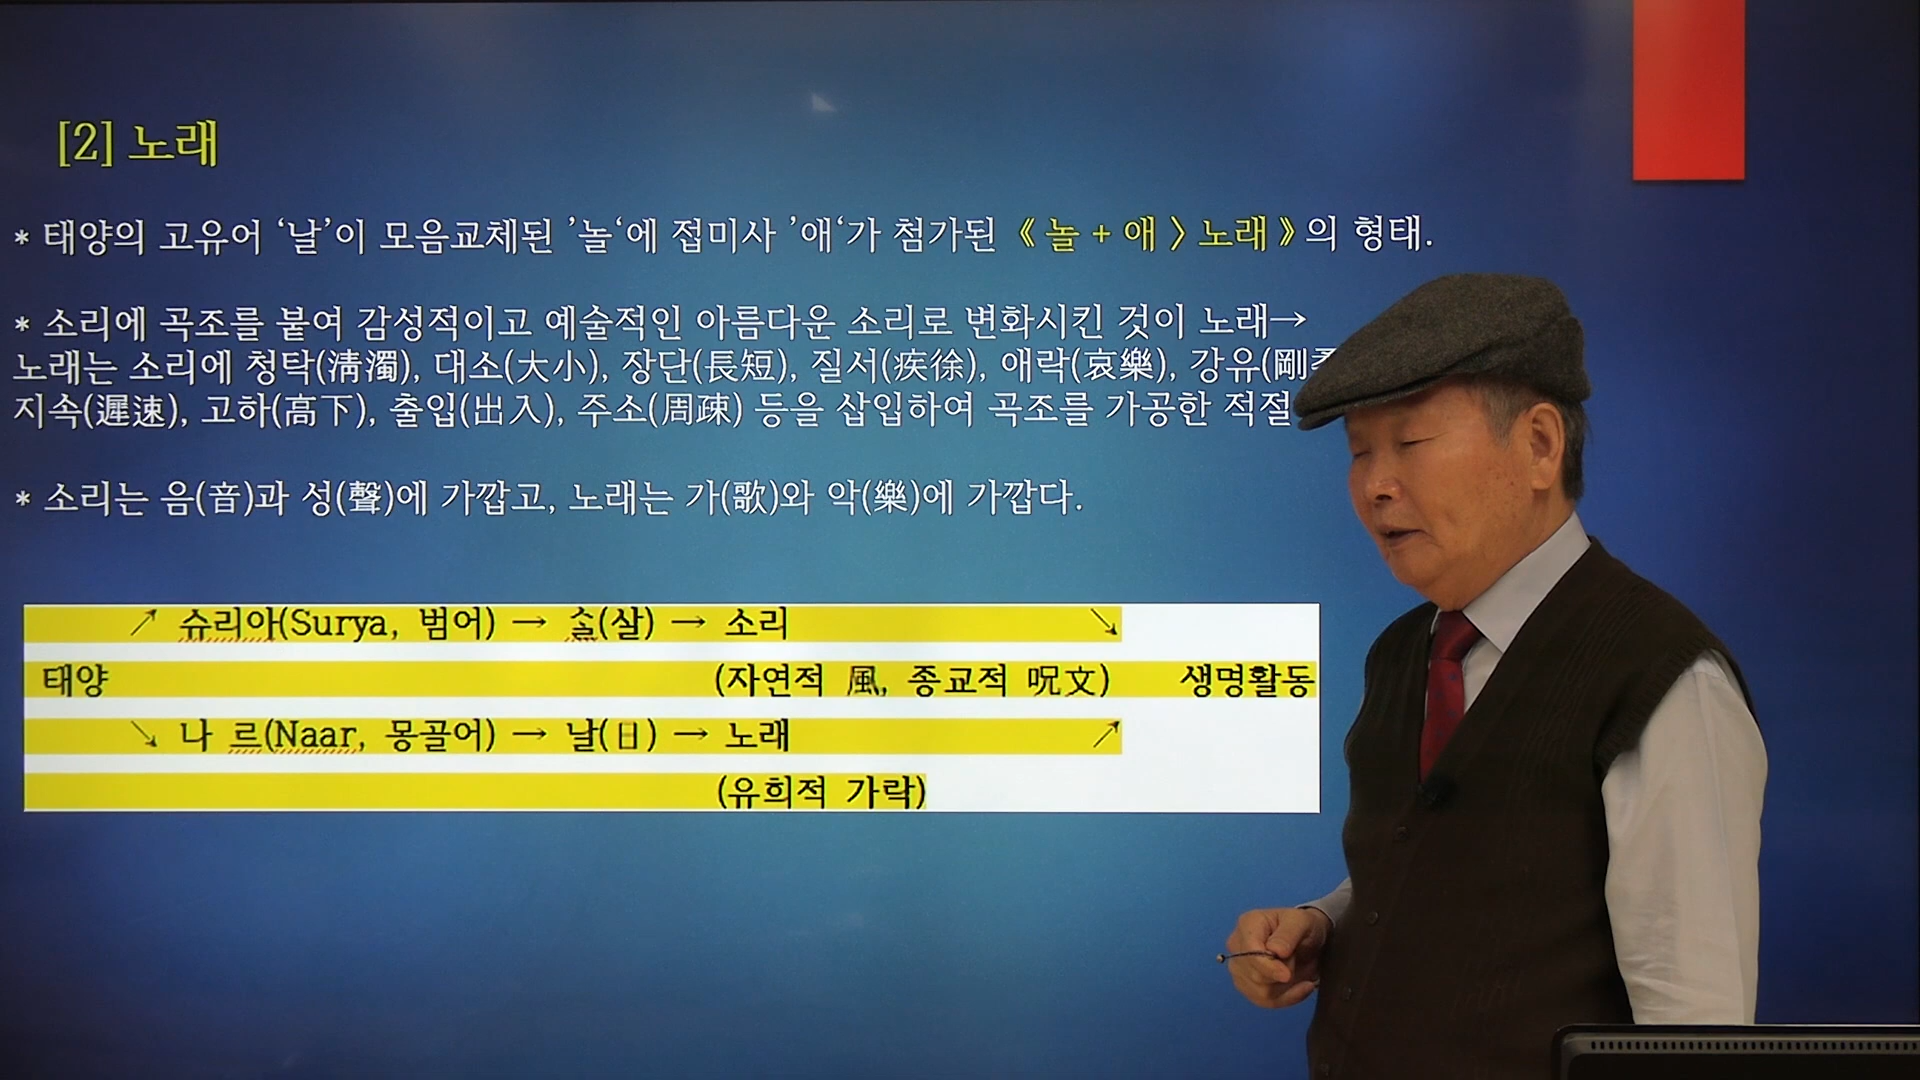 [2] 노래
* 태양의 고유어 ‘날’이 모음교체된 ’놀‘에 접미사 ’애‘가 첨가된 《 놀 + 애 〉 노래 》의 형태.
* 소리에 곡조를 붙여 감성적이고 예술적인 아름다운 소리로 변화시킨 것이 노래→
노래는 소리에 청탁(淸濁), 대소(大小), 장단(長短), 질서(疾徐), 애락(哀樂), 강유(剛
지속(遲速), 고하(高下), 출입(出入), 주소(周疎) 등을 삽입하여 곡조를 가공한 적절
* 소리는 음(音)과 성(聲)에 가깝고, 노래는 가(歌)와 악(樂)에 가깝다.
↗ 슈리아(Surya, 범어) → 솔(살) → 소리 ↘
태양 (자연적 風, 종교적 呪文) 생명활동
↘ 나 르(Naar, 몽골어) → 날(日) → 노래 ↗
(유희적 가락)